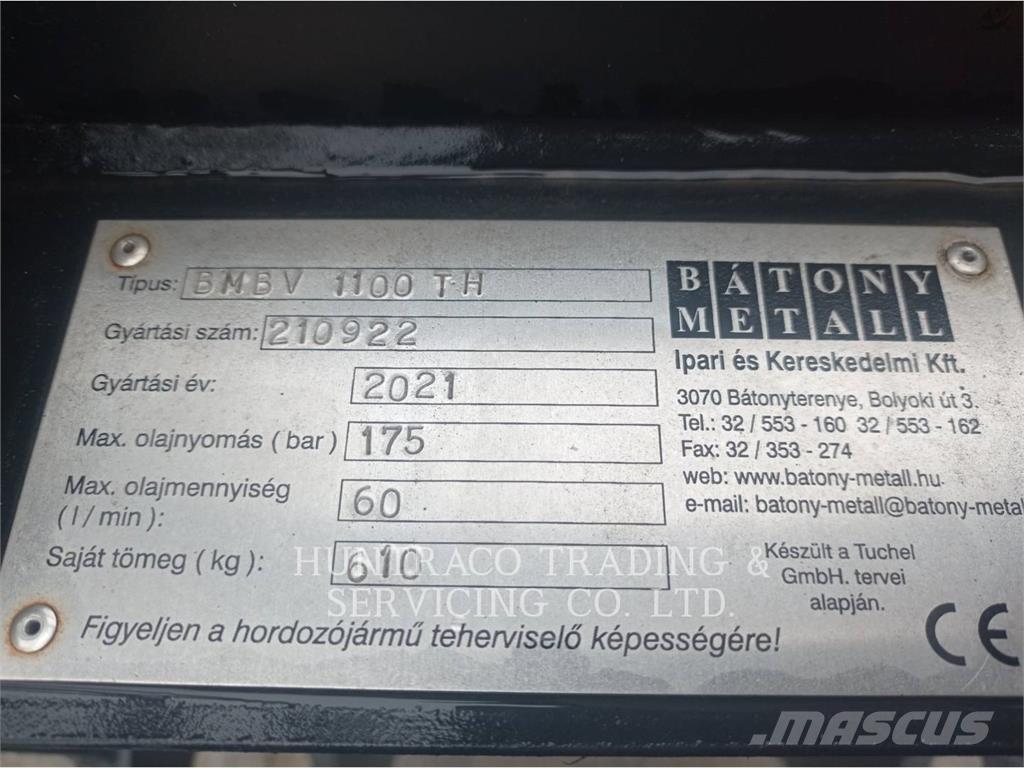 Típus: BMBV 1100 TH
Gyártási szám: 210922
Gyártási év: 2021
Max. olajnyomás ( bar ) 175
Max. olajmennyiség
( l / min ): 60
Saját tömeg ( kg ): 610
Figyeljen a hordozójármű teherviselő képességére!
BÁTONY
METALL
Ipari és Kereskedelmi Kft.
3070 Bátonyterenye, Bolyoki út 3.
Tel.: 32 / 553 - 160 32 / 553 - 162
Fax: 32 / 353 - 274
web: www.batony-metall.hu
e-mail: batony-metall@batony-metal
Készült a Tuchel
GmbH. tervei
alapján.
CE
HUNTRACO TRADING &
SERVICING CO. LTD.
MASCUS